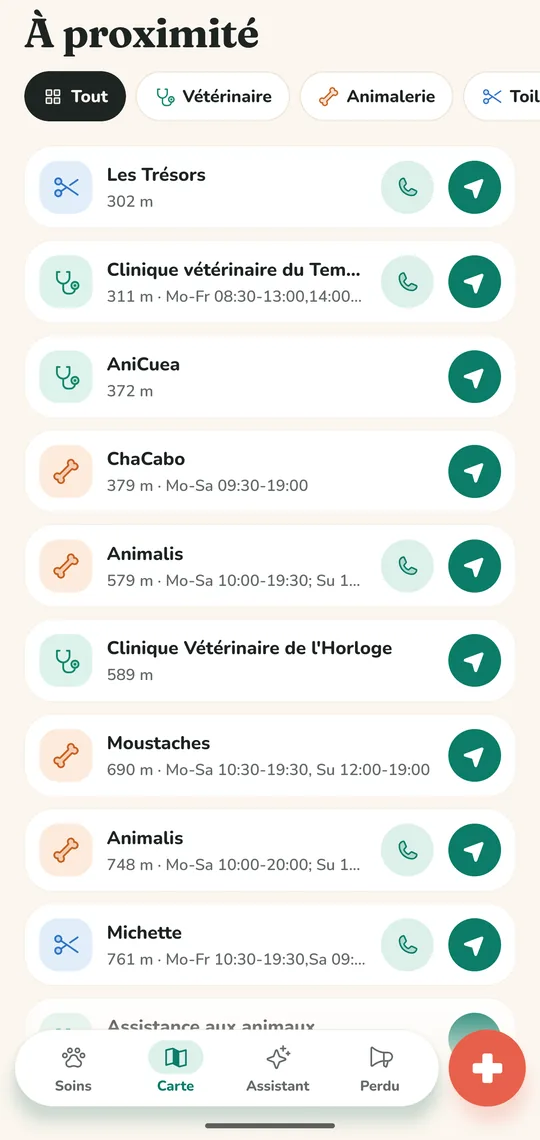 À proximité
Tout
Vétérinaire
Animalerie
Toil
Les Trésors
302 m
Clinique vétérinaire du Tem...
311 m · Mo-Fr 08:30-13:00,14:00...
AniCuea
372 m
ChaCabo
379 m · Mo-Sa 09:30-19:00
Animalis
579 m · Mo-Sa 10:00-19:30; Su 1...
Clinique Vétérinaire de l'Horloge
589 m
Moustaches
690 m · Mo-Sa 10:30-19:30, Su 12:00-19:00
Animalis
748 m · Mo-Sa 10:00-20:00; Su 1...
Michette
761 m · Mo-Fr 10:30-19:30,Sa 09:...
Assistance aux animaux
Soins
Carte
Assistant
Perdu